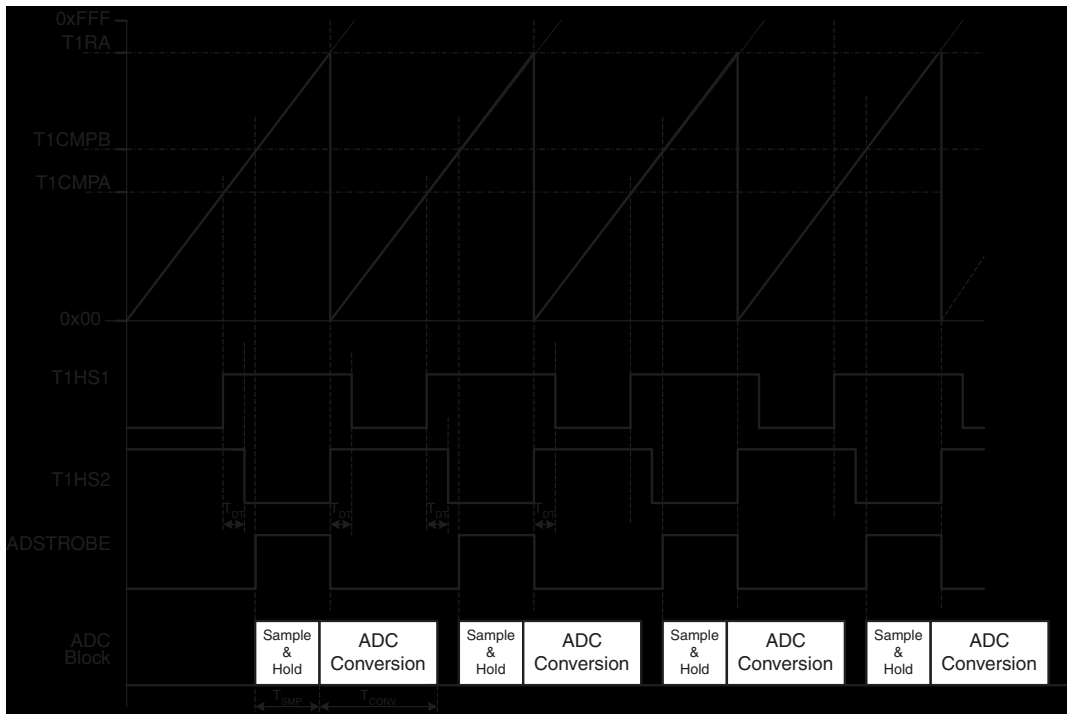 0xFFF
T1RA
T1CMPB
T1CMPA
0x00
T1HS1
T1HS2
TDT TDT TDT TDT
ADSTROBE
ADC
Block
Sample
&
Hold
ADC
Conversion
Sample
&
Hold
ADC
Conversion
Sample
&
Hold
ADC
Conversion
Sample
&
Hold
ADC
Conversion
TSMP TCONV